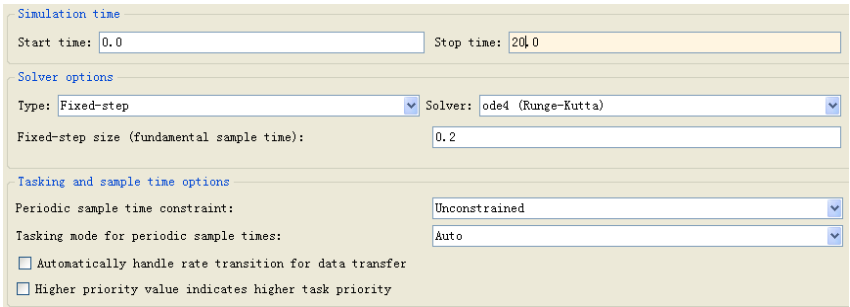 Simulation time
Start time: 0.0 Stop time: 20.0
Solver options
Type: Fixed-step Solver: ode4 (Runge-Kutta)
Fixed-step size (fundamental sample time): 0.2
Tasking and sample time options
Periodic sample time constraint: Unconstrained
Tasking mode for periodic sample times: Auto
Automatically handle rate transition for data transfer
Higher priority value indicates higher task priority